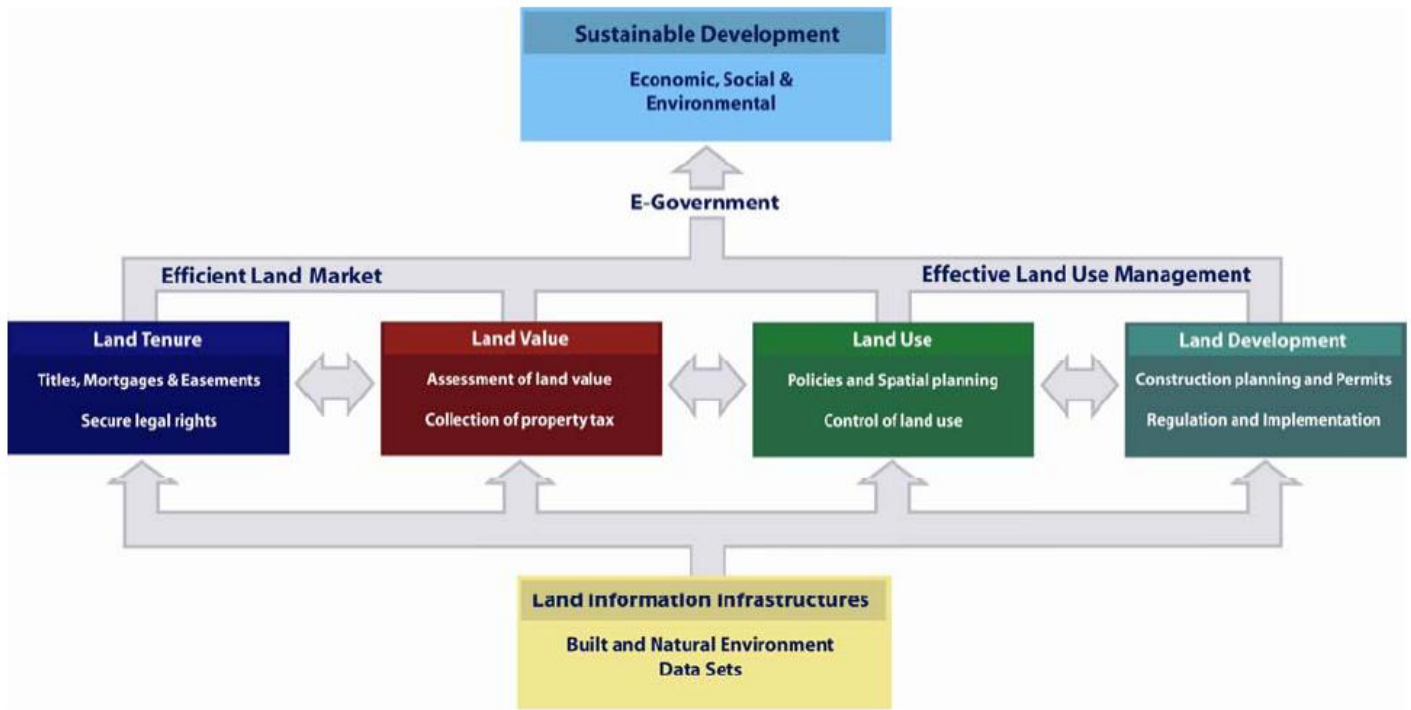 Sustainable Development
Economic, Social &
Environmental
E-Government
Efficient Land Market
Effective Land Use Management
Land Tenure
Titles, Mortgages & Easements
Secure legal rights
Land Value
Assessment of land value
Collection of property tax
Land Use
Policies and Spatial planning
Control of land use
Land Development
Construction planning and Permits
Regulation and Implementation
Land Information Infrastructures
Built and Natural Environment
Data Sets